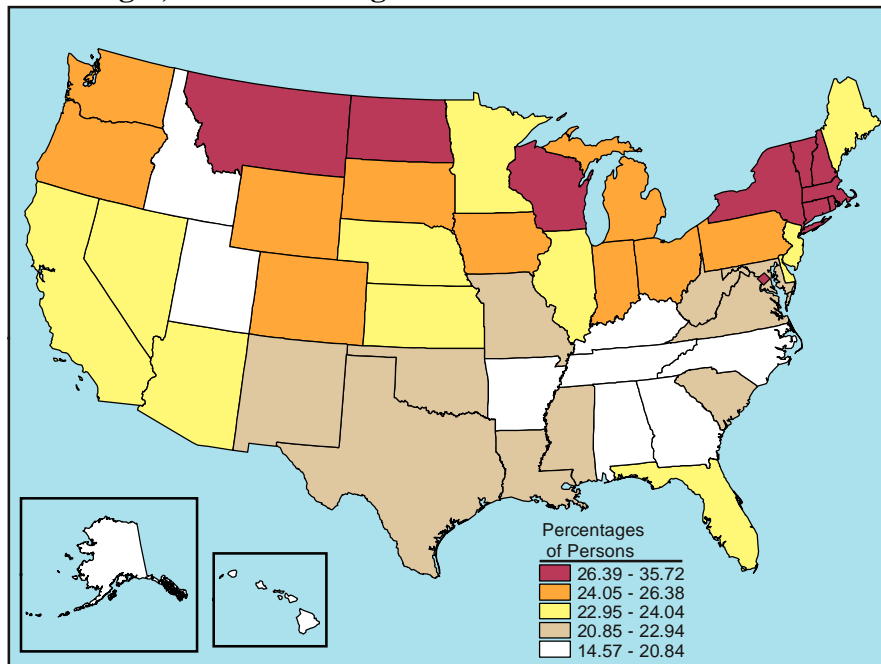 Percentages
of Persons
26.39 - 35.72
24.05 - 26.38
22.95 - 24.04
20.85 - 22.94
14.57 - 20.84